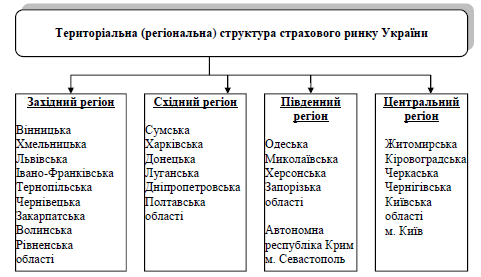 Територіальна (регіональна) структура страхового ринку України
Західний регіон
Вінницька
Хмельницька
Львівська
Івано-Франківська
Тернопільська
Чернівецька
Закарпатська
Волинська
Рівненська
області
Східний регіон
Сумська
Харківська
Донецька
Луганська
Дніпропетровська
Полтавська
області
Південний
регіон
Одеська
Миколаївська
Херсонська
Запорізька
області
Автономна
республіка Крим
м. Севастополь
Центральний
регіон
Житомирська
Кіровоградська
Черкаська
Чернігівська
Київська
області
м. Київ